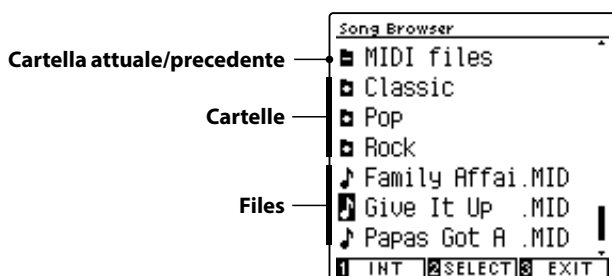 Song Browser
Cartella attuale/precedente
MIDI files
Classic
Cartelle
Pop
Rock
Family Affai.MID
Files
Give It Up .MID
Papas Got A .MID
1 INT 2 SELECT 3 EXIT